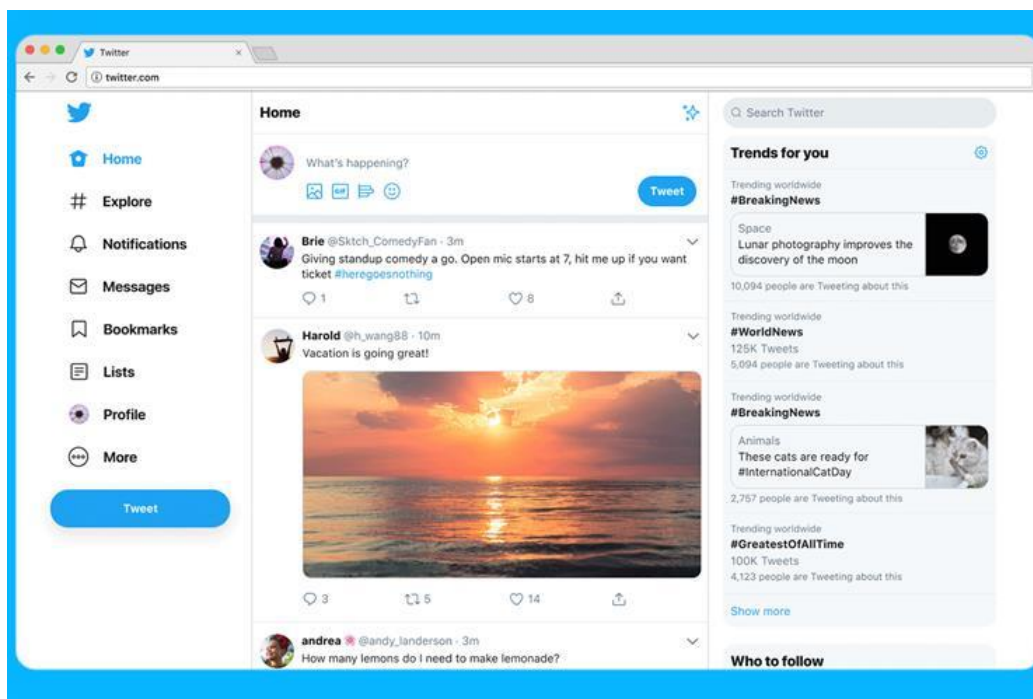 Twitter
twitter.com
Home
Explore
Notifications
Messages
Bookmarks
Lists
Profile
More
Tweet
Home
What's happening?
GIF
Tweet
Brie @Sktch_ComedyFan · 3m
Giving standup comedy a go. Open mic starts at 7, hit me up if you want
ticket #heregoesnothing
1
8
Harold @h_wang88 · 10m
Vacation is going great!
3
5
14
andrea @andy_landerson · 3m
How many lemons do I need to make lemonade?
Search Twitter
Trends for you
Trending worldwide
#BreakingNews
Space
Lunar photography improves the
discovery of the moon
10,094 people are Tweeting about this
Trending worldwide
#WorldNews
125K Tweets
5,094 people are Tweeting about this
Trending worldwide
#BreakingNews
Animals
These cats are ready for
#InternationalCatDay
2,757 people are Tweeting about this
Trending worldwide
#GreatestOfAllTime
100K Tweets
4,123 people are Tweeting about this
Show more
Who to follow